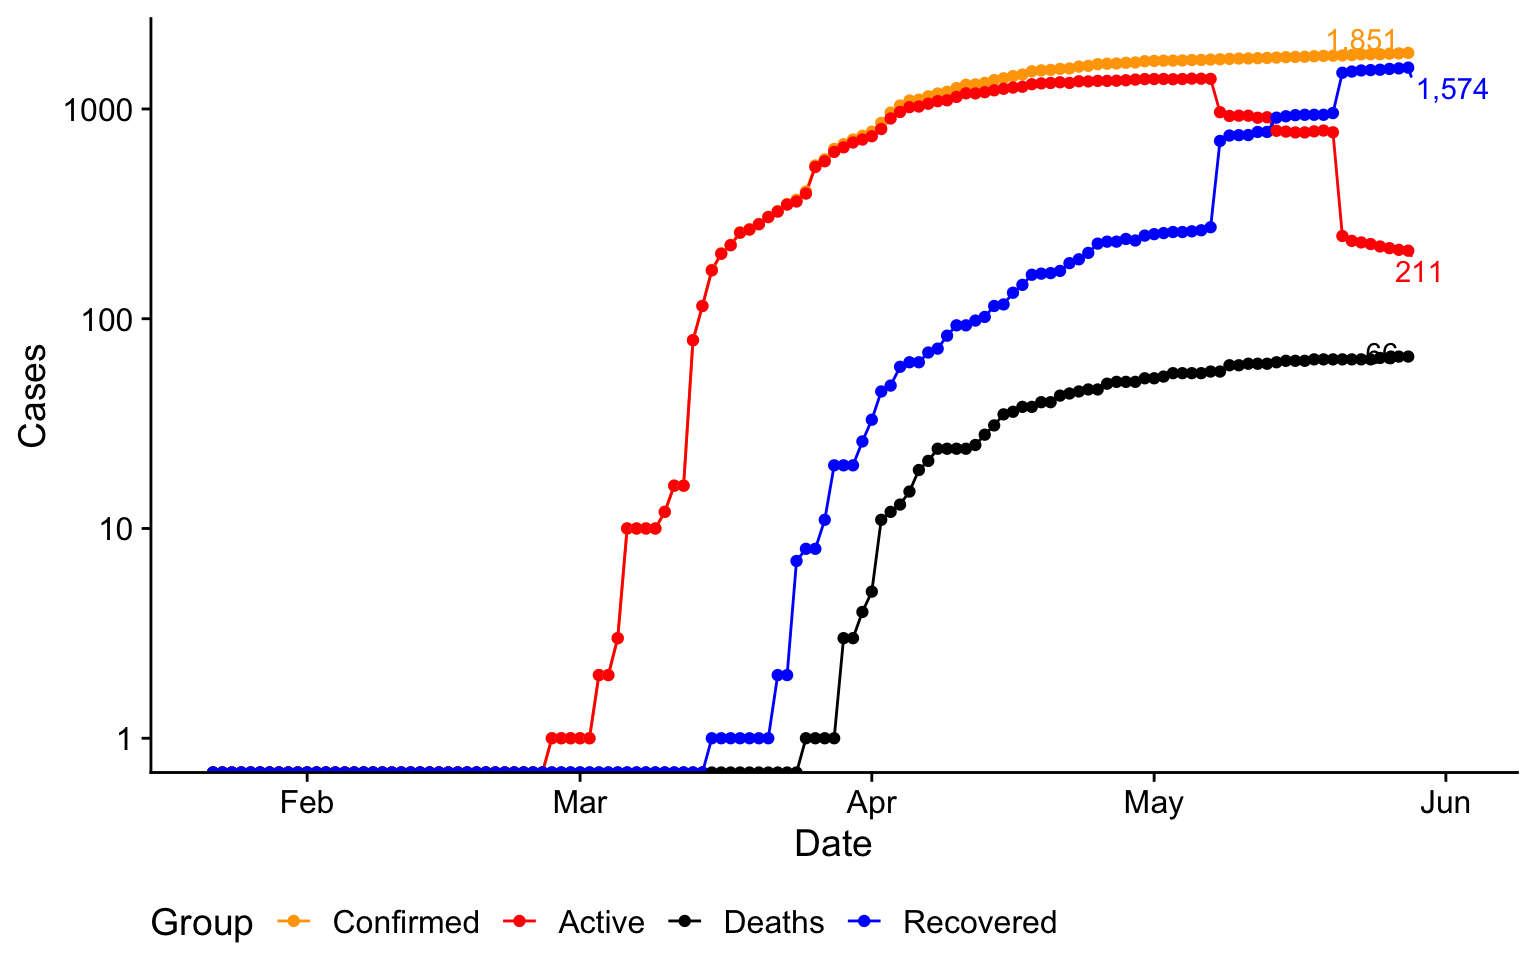 1,851
1,574
211
66
1000
100
10
1
Cases
Feb Mar Apr May Jun
Date
Group Confirmed Active Deaths Recovered